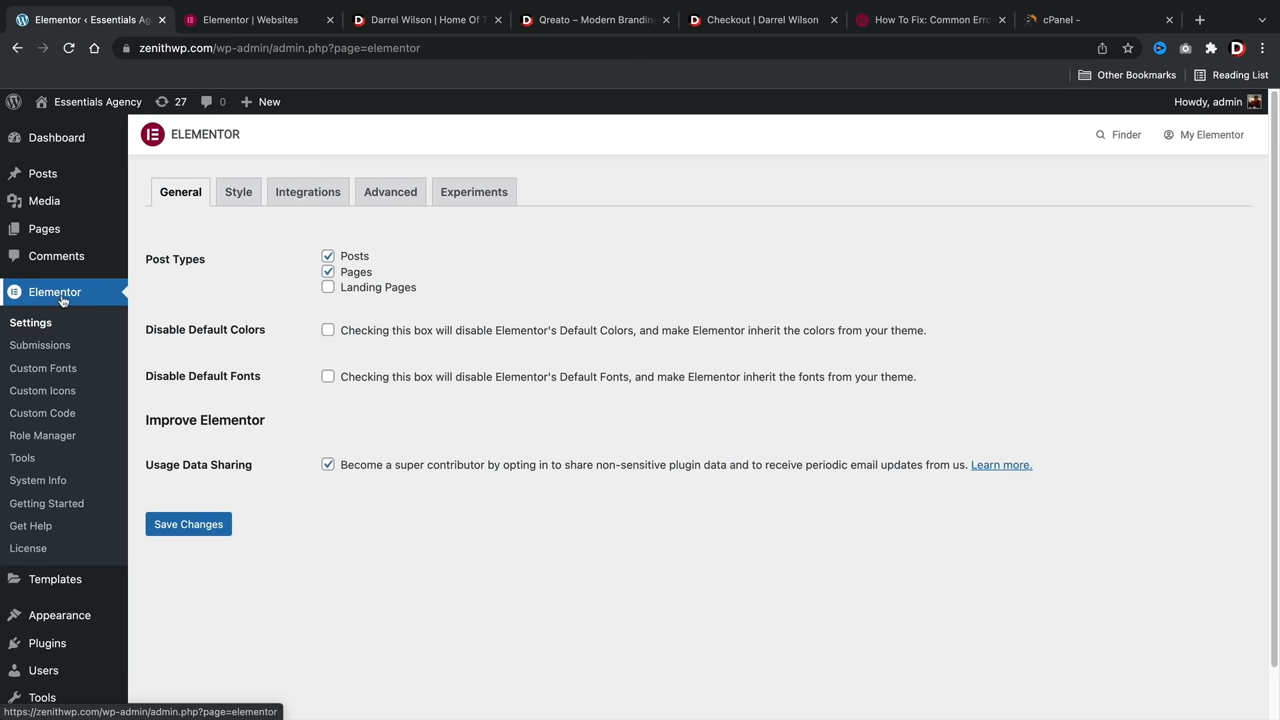 Elementor ‹ Essentials Agency
Elementor | Websites
Darrel Wilson | Home Of T
Qreato – Modern Branding
Checkout | Darrel Wilson
How To Fix: Common Erro
cPanel -
zenithwp.com/wp-admin/admin.php?page=elementor
Other Bookmarks
Reading List
Essentials Agency
27
0
New
Howdy, admin
Dashboard
Posts
Media
Pages
Comments
Elementor
Settings
Submissions
Custom Fonts
Custom Icons
Custom Code
Role Manager
Tools
System Info
Getting Started
Get Help
License
Templates
Appearance
Plugins
Users
Tools
ELEMENTOR
Finder
My Elementor
General
Style
Integrations
Advanced
Experiments
Post Types
Posts
Pages
Landing Pages
Disable Default Colors
Checking this box will disable Elementor's Default Colors, and make Elementor inherit the colors from your theme.
Disable Default Fonts
Checking this box will disable Elementor's Default Fonts, and make Elementor inherit the fonts from your theme.
Improve Elementor
Usage Data Sharing
Become a super contributor by opting in to share non-sensitive plugin data and to receive periodic email updates from us. Learn more.
Save Changes
https://zenithwp.com/wp-admin/admin.php?page=elementor